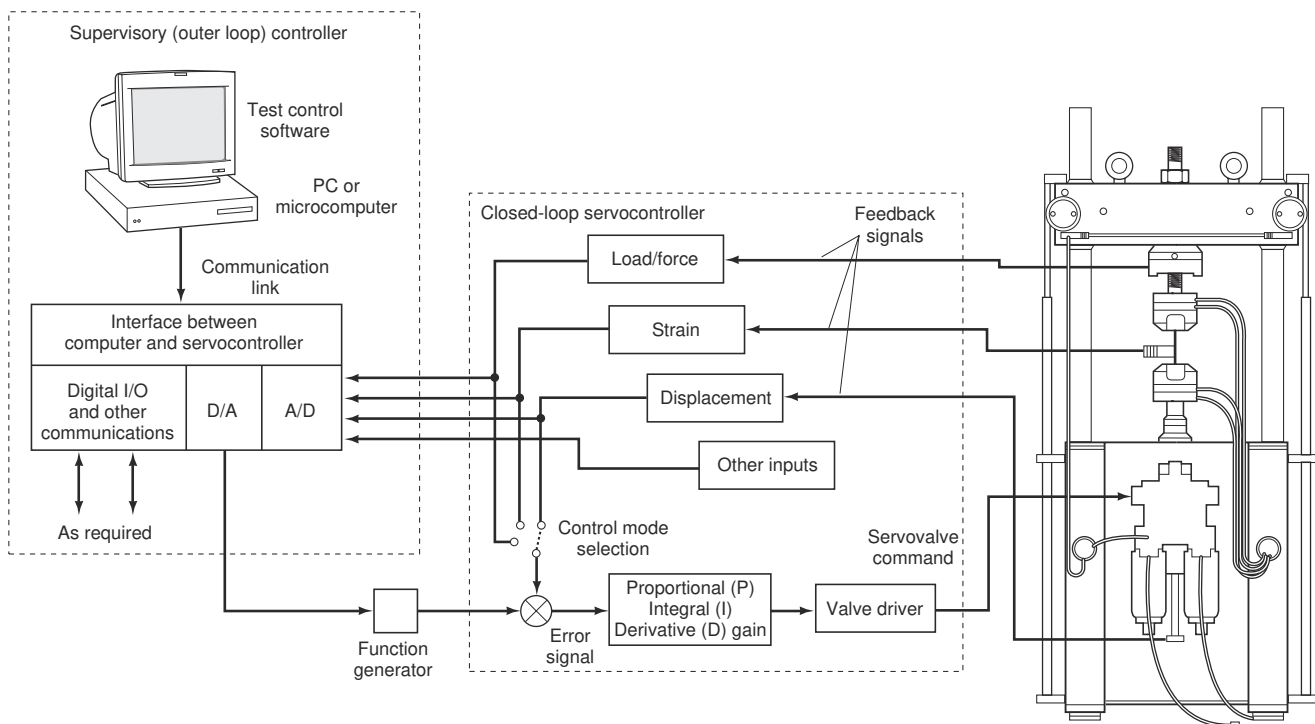 Supervisory (outer loop) controller
Test control
software
PC or
microcomputer
Communication
link
Interface between
computer and servocontroller
Digital I/O
and other
communications
D/A
A/D
As required
Function
generator
Closed-loop servocontroller
Feedback
signals
Load/force
Strain
Displacement
Other inputs
Control mode
selection
Servovalve
command
Error
signal
Proportional (P)
Integral (I)
Derivative (D) gain
Valve driver